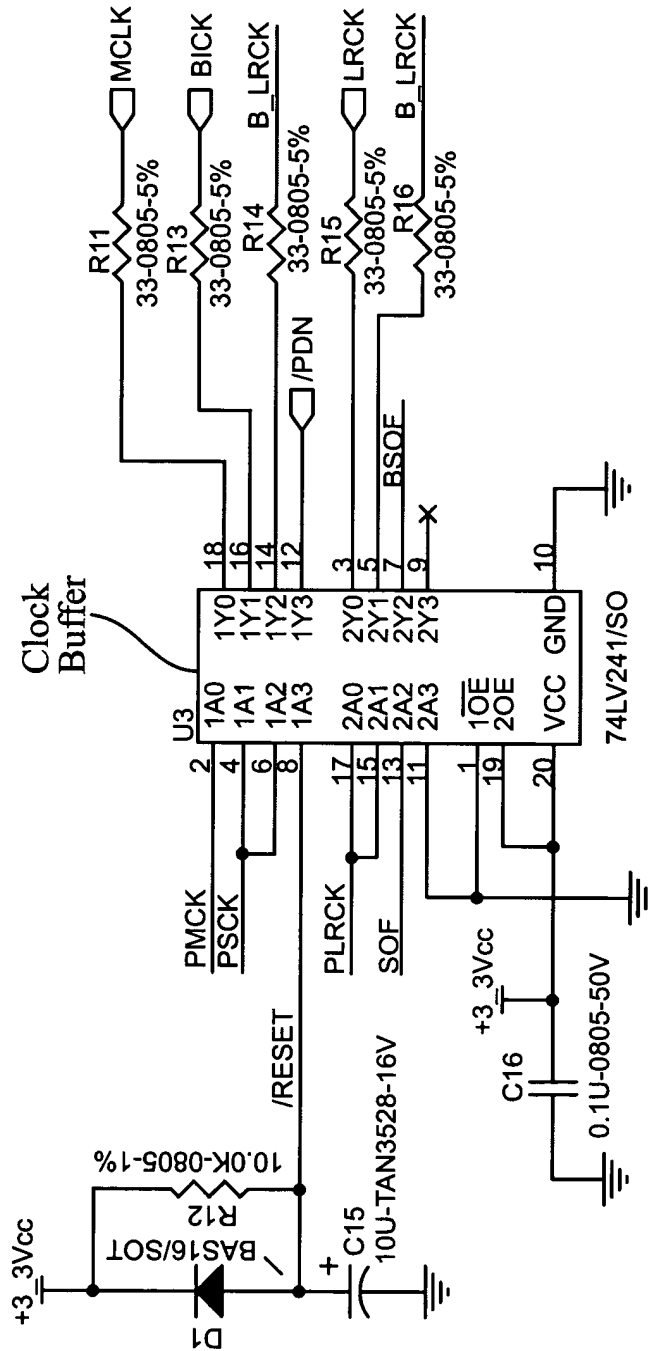 Clock
Buffer
+3_3Vcc
D1
BAS16/SOT
R12
10.0K-0805-1%
+
C15
10U-TAN3528-16V
/RESET
PMCK
PSCK
PLRCK
SOF
+3_3Vcc
C16
0.1U-0805-50V
U3
2 1A0 1Y0 18
4 1A1 1Y1 16
6 1A2 1Y2 14
8 1A3 1Y3 12
17 2A0 2Y0 3
15 2A1 2Y1 5
13 2A2 2Y2 7
11 2A3 2Y3 9
1 1OE
19 2OE
20 VCC GND 10
74LV241/SO
R11
33-0805-5%
MCLK
R13
33-0805-5%
BICK
R14
33-0805-5%
B_LRCK
/PDN
R15
33-0805-5%
LRCK
R16
33-0805-5%
B_LRCK
BSOF